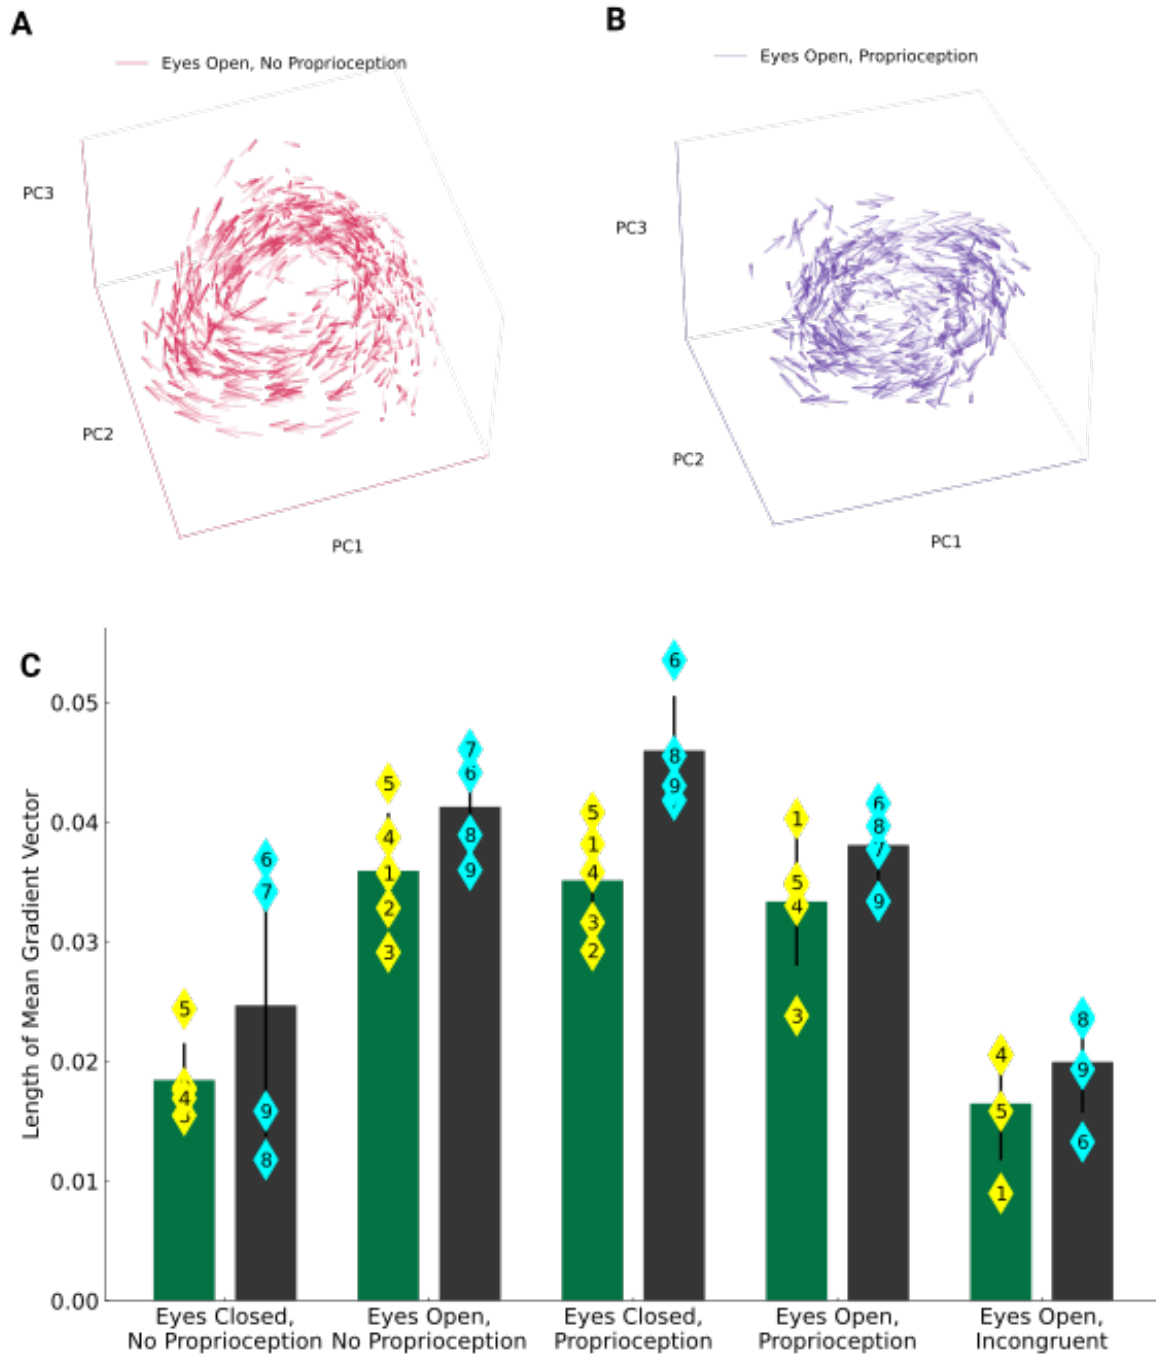 A
Eyes Open, No Proprioception
PC3
PC2
PC1
B
Eyes Open, Proprioception
PC3
PC2
PC1
C
Length of Mean Gradient Vector
0.05
0.04
0.03
0.02
0.01
0.00
5
4
6
7
9
8
5
4
1
2
3
7
6
8
9
5
1
4
3
2
6
8
9
1
5
4
3
6
8
7
9
4
5
1
8
9
6
Eyes Closed,
No Proprioception
Eyes Open,
No Proprioception
Eyes Closed,
Proprioception
Eyes Open,
Proprioception
Eyes Open,
Incongruent